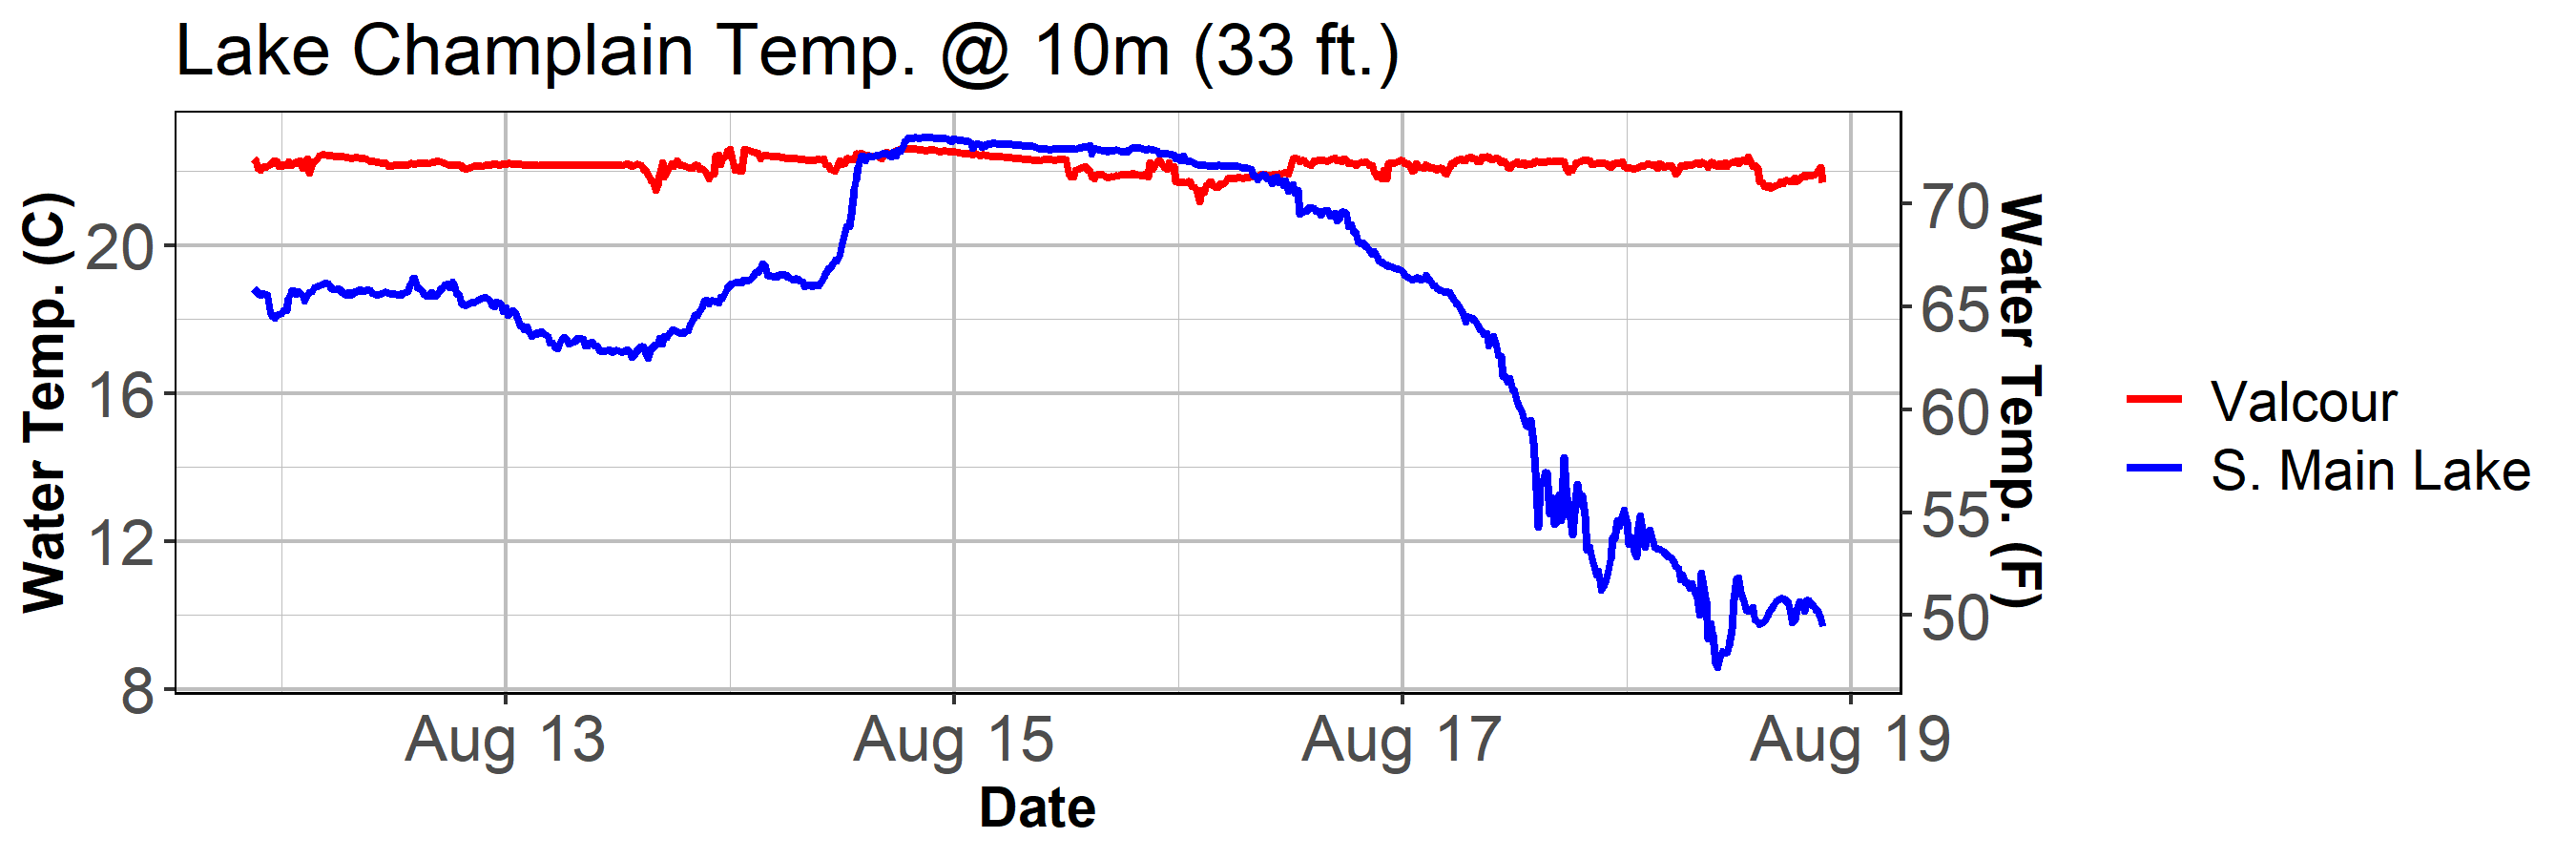 Lake Champlain Temp. @ 10m (33 ft.)
Water Temp. (C)
20
16
12
8
70
65
60
55
50
Water Temp. (F)
Valcour
S. Main Lake
Aug 13
Aug 15
Aug 17
Aug 19
Date